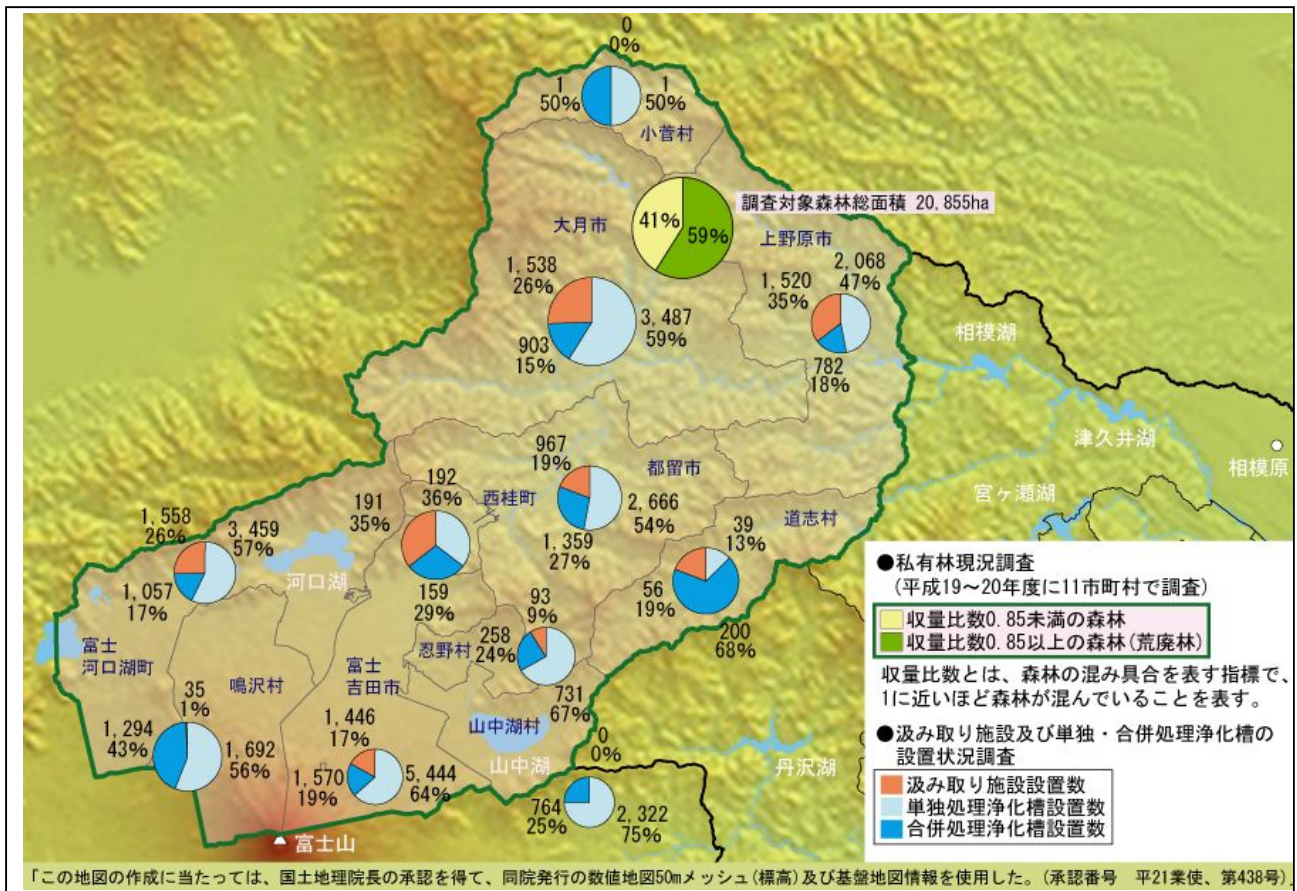 0
0%
1
50%
1
50%
小菅村
調査対象森林総面積 20,855ha
41%
59%
大月市
上野原市
1,538
26%
3,487
59%
903
15%
1,520
35%
2,068
47%
782
18%
相模湖
津久井湖
相模原
宮ヶ瀬湖
967
19%
都留市
2,666
54%
1,359
27%
192
36%
191
35%
西桂町
159
29%
道志村
39
13%
56
19%
200
68%
1,558
26%
3,459
57%
1,057
17%
河口湖
富士
河口湖町
鳴沢村
富士
吉田市
忍野村
93
9%
258
24%
731
67%
山中湖村
山中湖
35
1%
1,294
43%
1,692
56%
1,446
17%
1,570
19%
5,444
64%
0
0%
764
25%
2,322
75%
丹沢湖
富士山
●私有林現況調査
(平成19～20年度に11市町村で調査)
収量比数0.85未満の森林
収量比数0.85以上の森林(荒廃林)
収量比数とは、森林の混み具合を表す指標で、
1に近いほど森林が混んでいることを表す。
●汲み取り施設及び単独・合併処理浄化槽の
設置状況調査
汲み取り施設設置数
単独処理浄化槽設置数
合併処理浄化槽設置数
「この地図の作成に当たっては、国土地理院長の承認を得て、同院発行の数値地図50mメッシュ(標高)及び基盤地図情報を使用した。(承認番号 平21業使、第438号)」